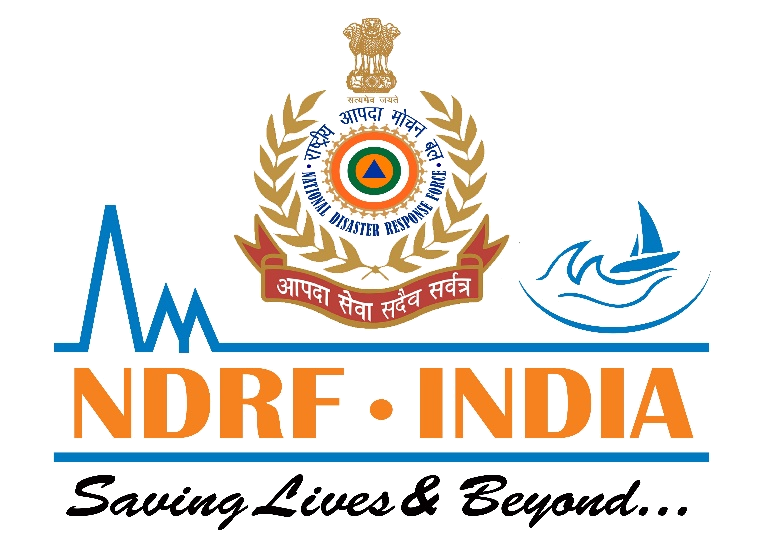 सत्यमेव जयते
राष्ट्रीय आपदा मोचन बल
NATIONAL DISASTER RESPONSE FORCE
आपदा सेवा सदैव सर्वत्र
NDRF • INDIA
Saving Lives & Beyond...